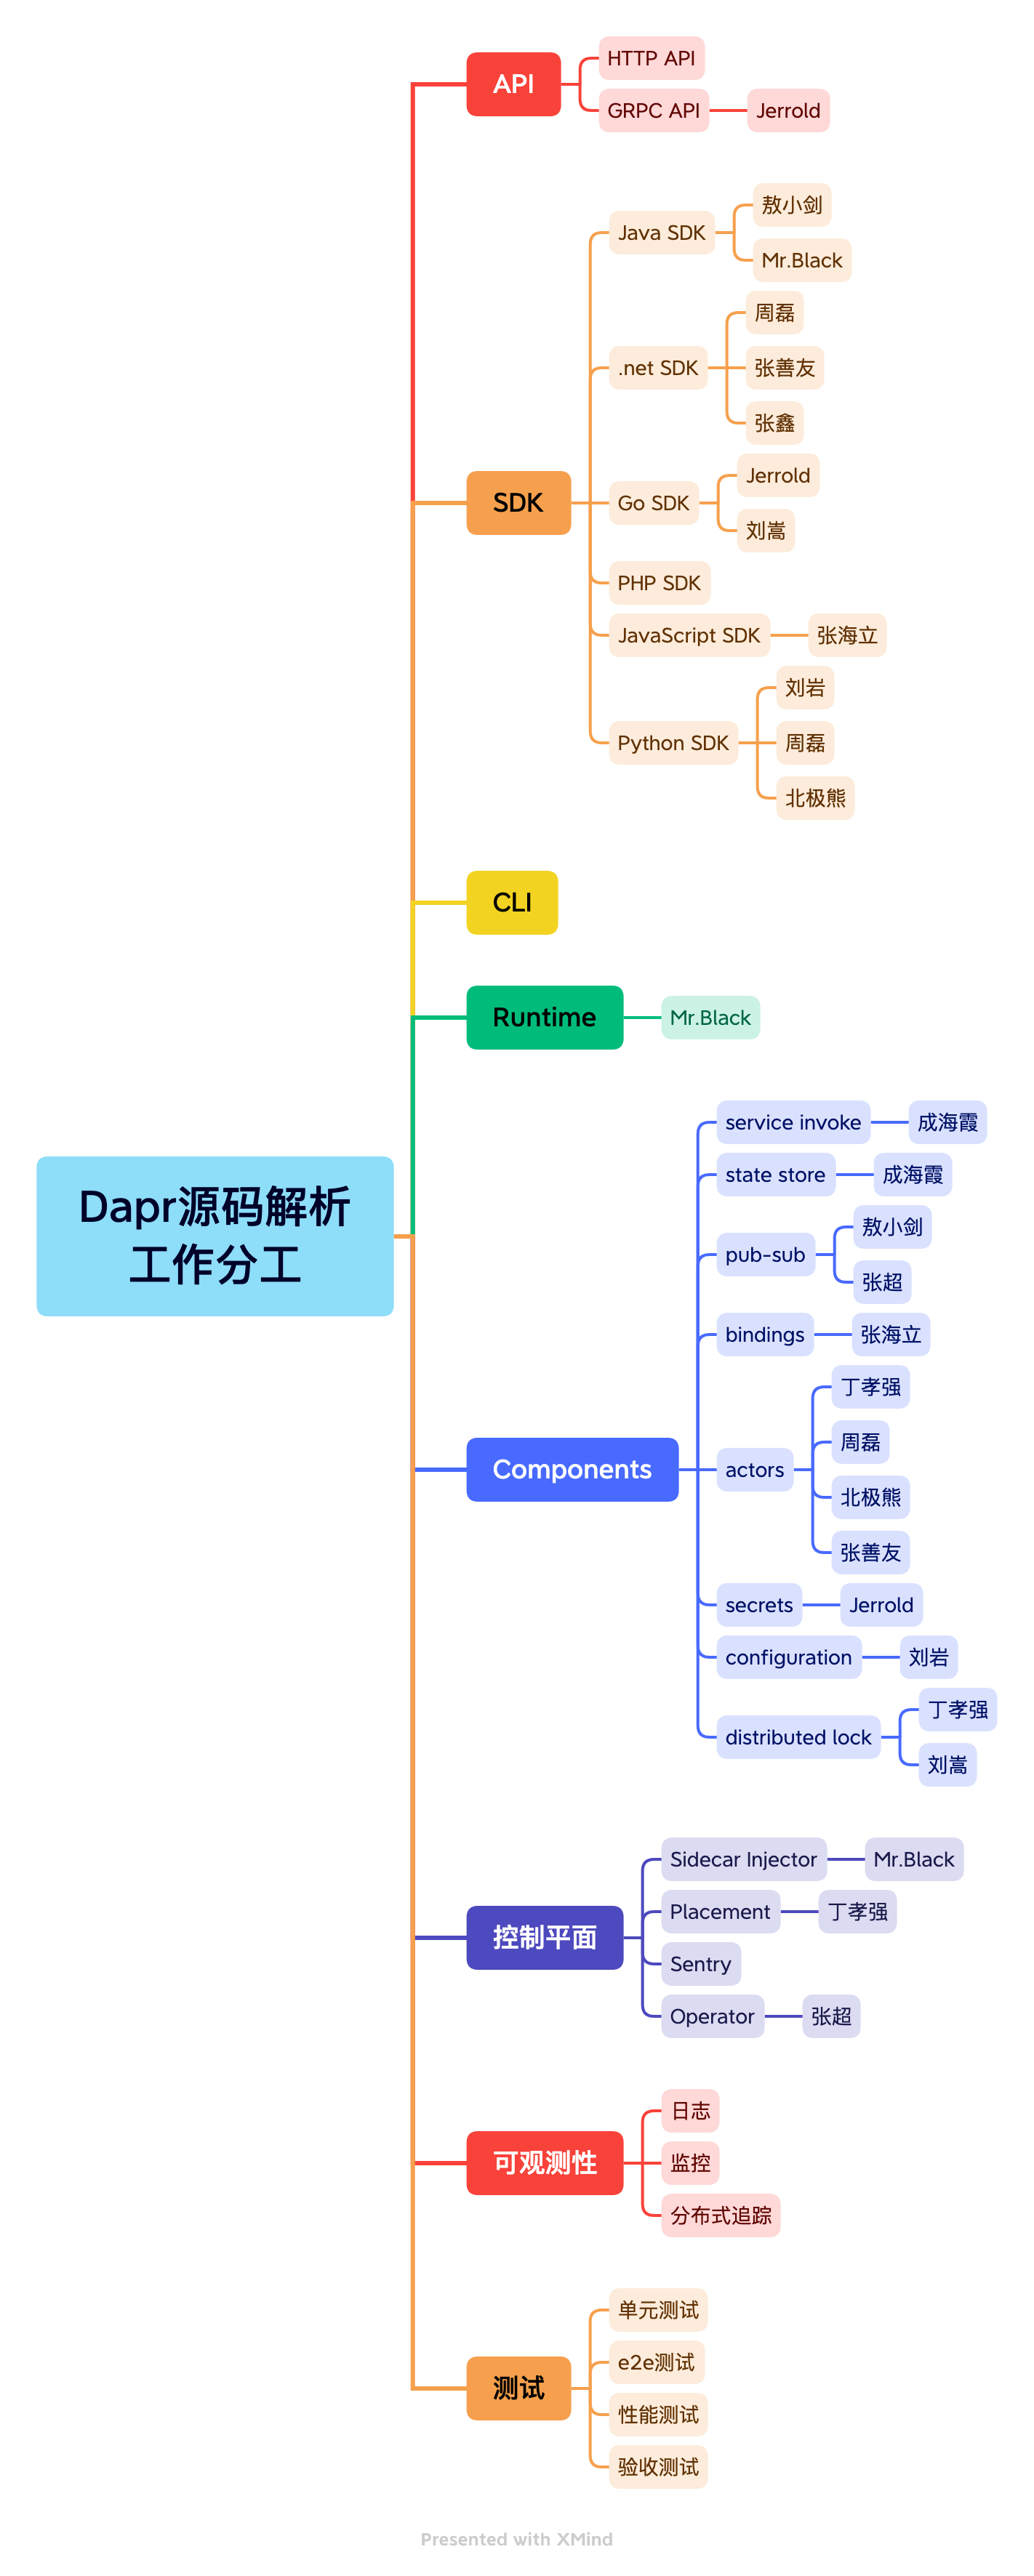 API
HTTP API
GRPC API
Jerrold
SDK
Java SDK
敖小剑
Mr.Black
.net SDK
周磊
张善友
张鑫
Go SDK
Jerrold
刘嵩
PHP SDK
JavaScript SDK
张海立
Python SDK
刘岩
周磊
北极熊
CLI
Runtime
Mr.Black
Dapr源码解析
工作分工
Components
service invoke
成海霞
state store
成海霞
pub-sub
敖小剑
张超
bindings
张海立
actors
丁孝强
周磊
北极熊
张善友
secrets
Jerrold
configuration
刘岩
distributed lock
丁孝强
刘嵩
控制平面
Sidecar Injector
Mr.Black
Placement
丁孝强
Sentry
Operator
张超
可观测性
日志
监控
分布式追踪
测试
单元测试
e2e测试
性能测试
验收测试
Presented with XMind